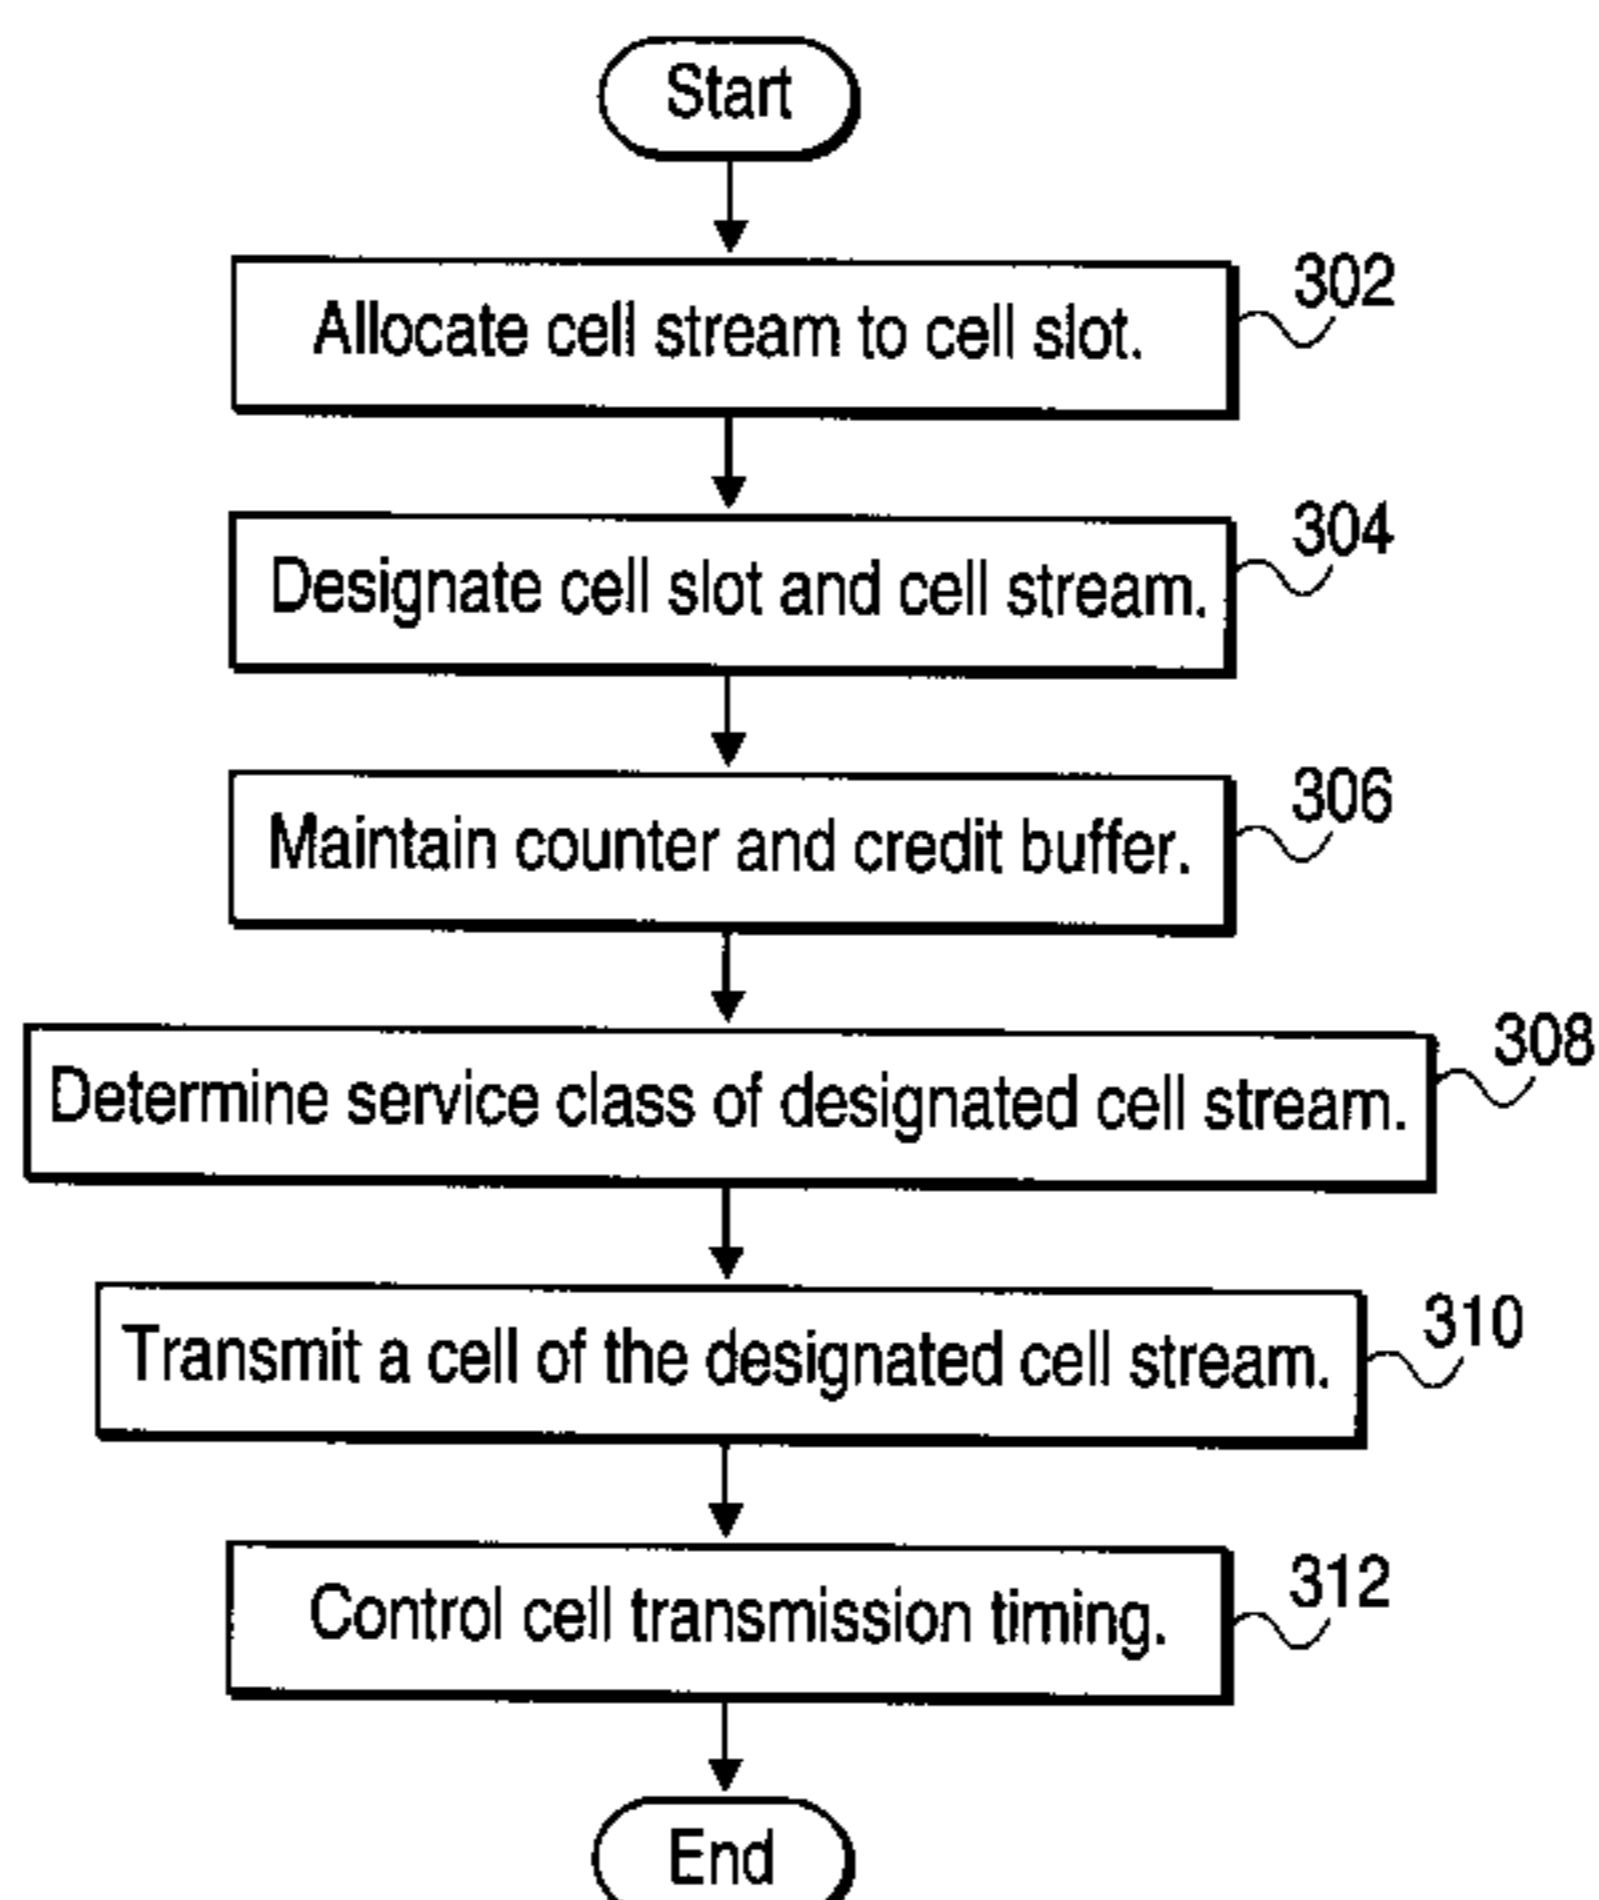 Start
Allocate cell stream to cell slot.
302
Designate cell slot and cell stream.
304
Maintain counter and credit buffer.
306
Determine service class of designated cell stream.
308
Transmit a cell of the designated cell stream.
310
Control cell transmission timing.
312
End